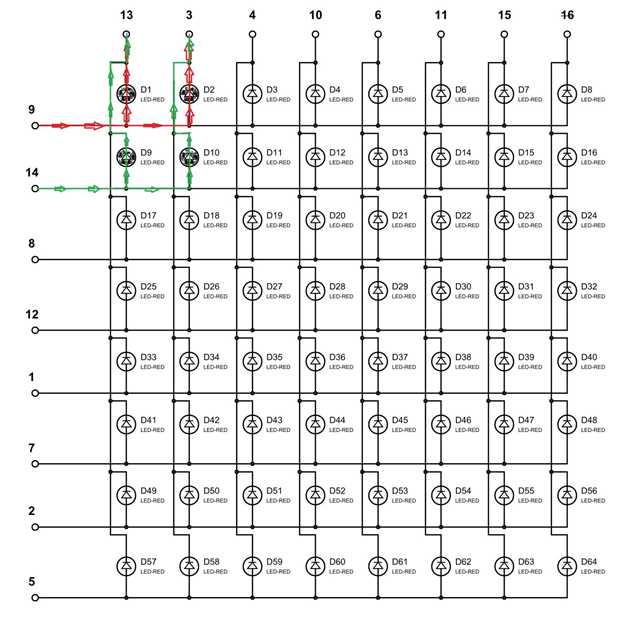 13 3 4 10 6 11 15 16
D1 D2 D3 D4 D5 D6 D7 D8
LED-RED LED-RED LED-RED LED-RED LED-RED LED-RED LED-RED LED-RED
9
D9 D10 D11 D12 D13 D14 D15 D16
LED-RED LED-RED LED-RED LED-RED LED-RED LED-RED LED-RED LED-RED
14
D17 D18 D19 D20 D21 D22 D23 D24
LED-RED LED-RED LED-RED LED-RED LED-RED LED-RED LED-RED LED-RED
8
D25 D26 D27 D28 D29 D30 D31 D32
LED-RED LED-RED LED-RED LED-RED LED-RED LED-RED LED-RED LED-RED
12
D33 D34 D35 D36 D37 D38 D39 D40
LED-RED LED-RED LED-RED LED-RED LED-RED LED-RED LED-RED LED-RED
1
D41 D42 D43 D44 D45 D46 D47 D48
LED-RED LED-RED LED-RED LED-RED LED-RED LED-RED LED-RED LED-RED
7
D49 D50 D51 D52 D53 D54 D55 D56
LED-RED LED-RED LED-RED LED-RED LED-RED LED-RED LED-RED LED-RED
2
D57 D58 D59 D60 D61 D62 D63 D64
LED-RED LED-RED LED-RED LED-RED LED-RED LED-RED LED-RED LED-RED
5